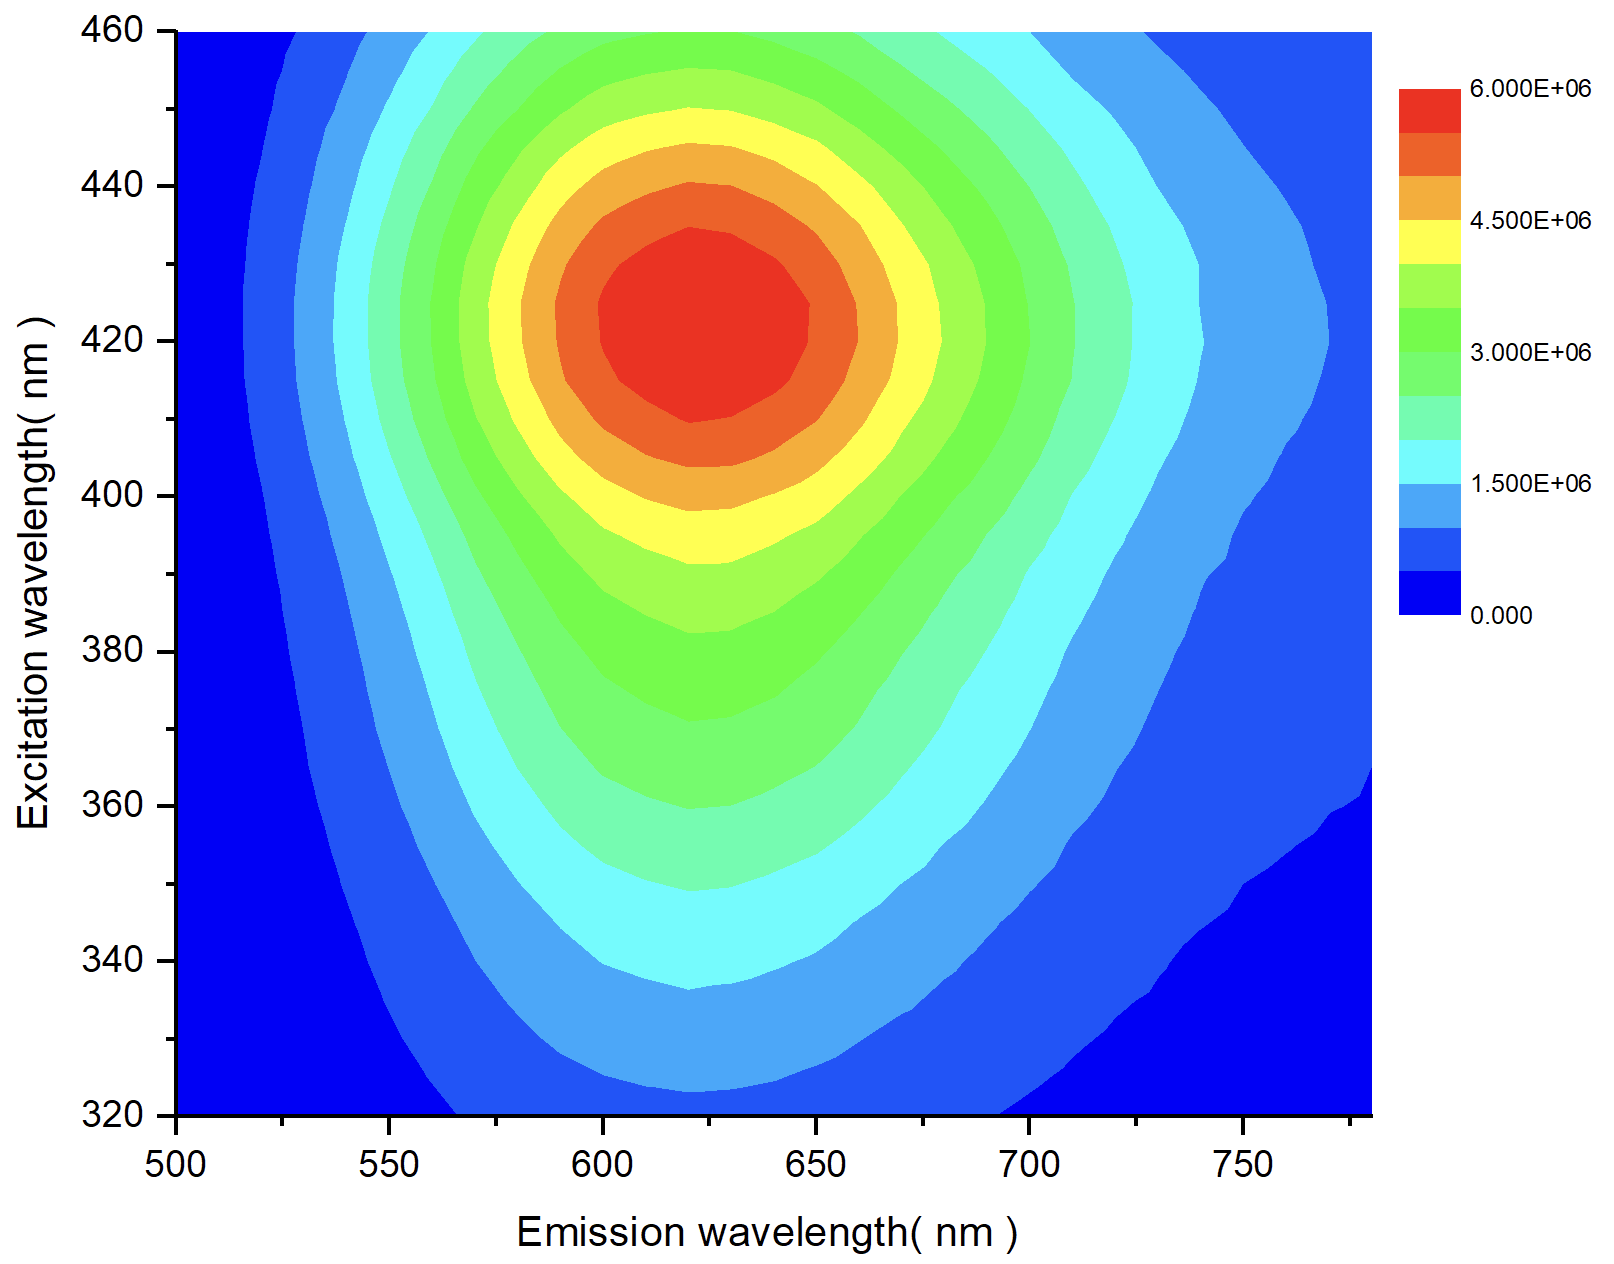 460
440
420
400
380
360
340
320
500 550 600 650 700 750
Excitation wavelength( nm )
Emission wavelength( nm )
6.000E+06
4.500E+06
3.000E+06
1.500E+06
0.000